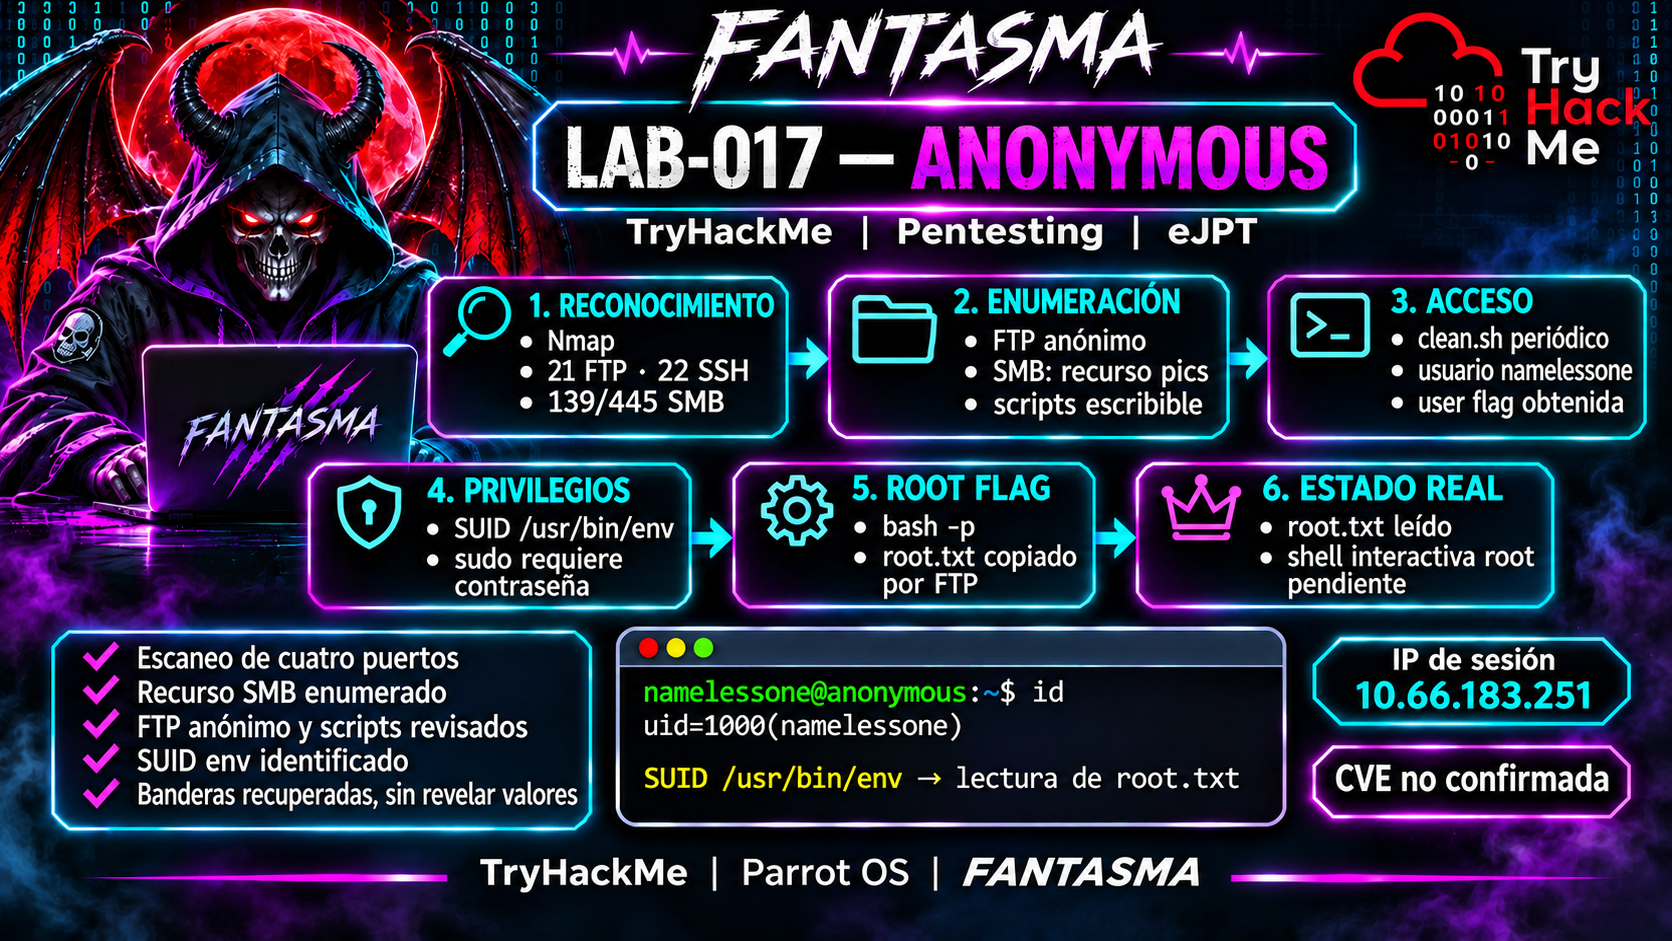 FANTASMA
LAB-017 — ANONYMOUS
TryHackMe | Pentesting | eJPT
10 10
00011
01010
- 0 -
Try
Hack
Me
1. RECONOCIMIENTO
• Nmap
• 21 FTP · 22 SSH
• 139/445 SMB
2. ENUMERACIÓN
• FTP anónimo
• SMB: recurso pics
• scripts escribible
3. ACCESO
• clean.sh periódico
• usuario namelessone
• user flag obtenida
FANTASMA
4. PRIVILEGIOS
• SUID /usr/bin/env
• sudo requiere
contraseña
5. ROOT FLAG
• bash -p
• root.txt copiado
por FTP
6. ESTADO REAL
• root.txt leído
• shell interactiva root
pendiente
Escaneo de cuatro puertos
Recurso SMB enumerado
FTP anónimo y scripts revisados
SUID env identificado
Banderas recuperadas, sin revelar valores
namelessone@anonymous:~$ id
uid=1000(namelessone)
SUID /usr/bin/env → lectura de root.txt
IP de sesión
10.66.183.251
CVE no confirmada
TryHackMe | Parrot OS | FANTASMA